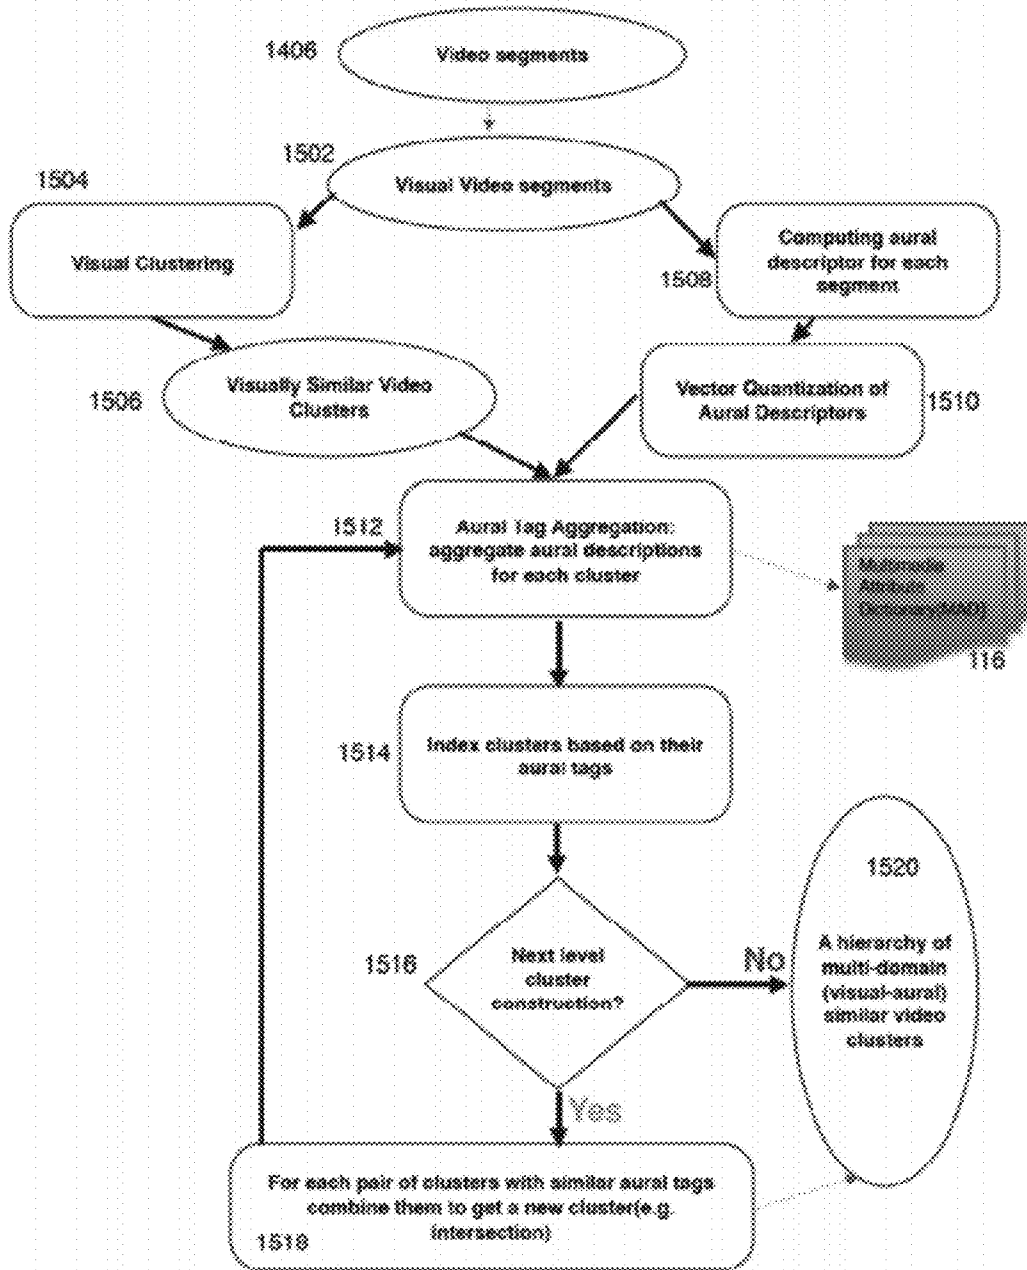 1406
Video segments
1502
Visual Video segments
1504
Visual Clustering
Computing aural
descriptor for each
segment
1508
1506
Visually Similar Video
Clusters
Vector Quantization of
Aural Descriptors
1510
1512
Aural Tag Aggregation:
aggregate aural descriptions
for each cluster
Multimedia
Attribute
116
1514
Index clusters based on their
aural tags
1516
Next level
cluster
construction?
No
1520
A hierarchy of
multi-domain
(visual-aural)
similar video
clusters
Yes
For each pair of clusters with similar aural tags
combine them to get a new cluster(e.g.
intersection)
1518